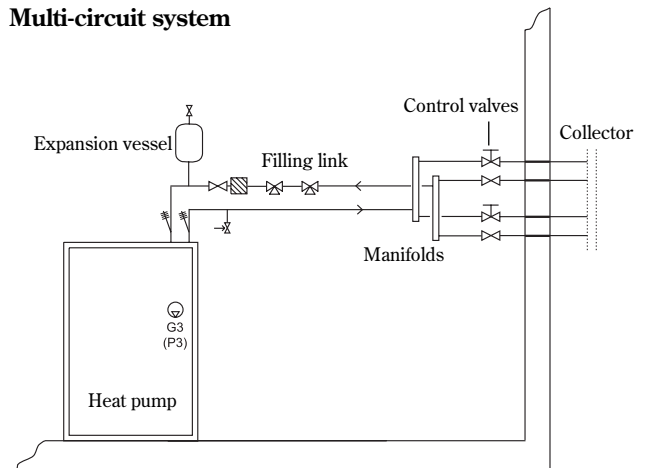 Multi-circuit system
Control valves
Collector
Expansion vessel
Filling link
Manifolds
G3
(P3)
Heat pump